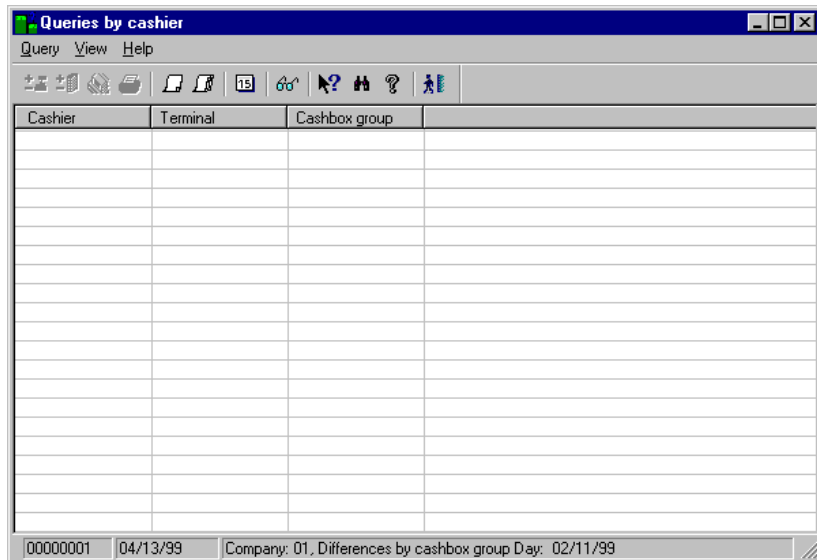 Queries by cashier
Query View Help
15 ? ?
Cashier Terminal Cashbox group
00000001 04/13/99 Company: 01, Differences by cashbox group Day: 02/11/99